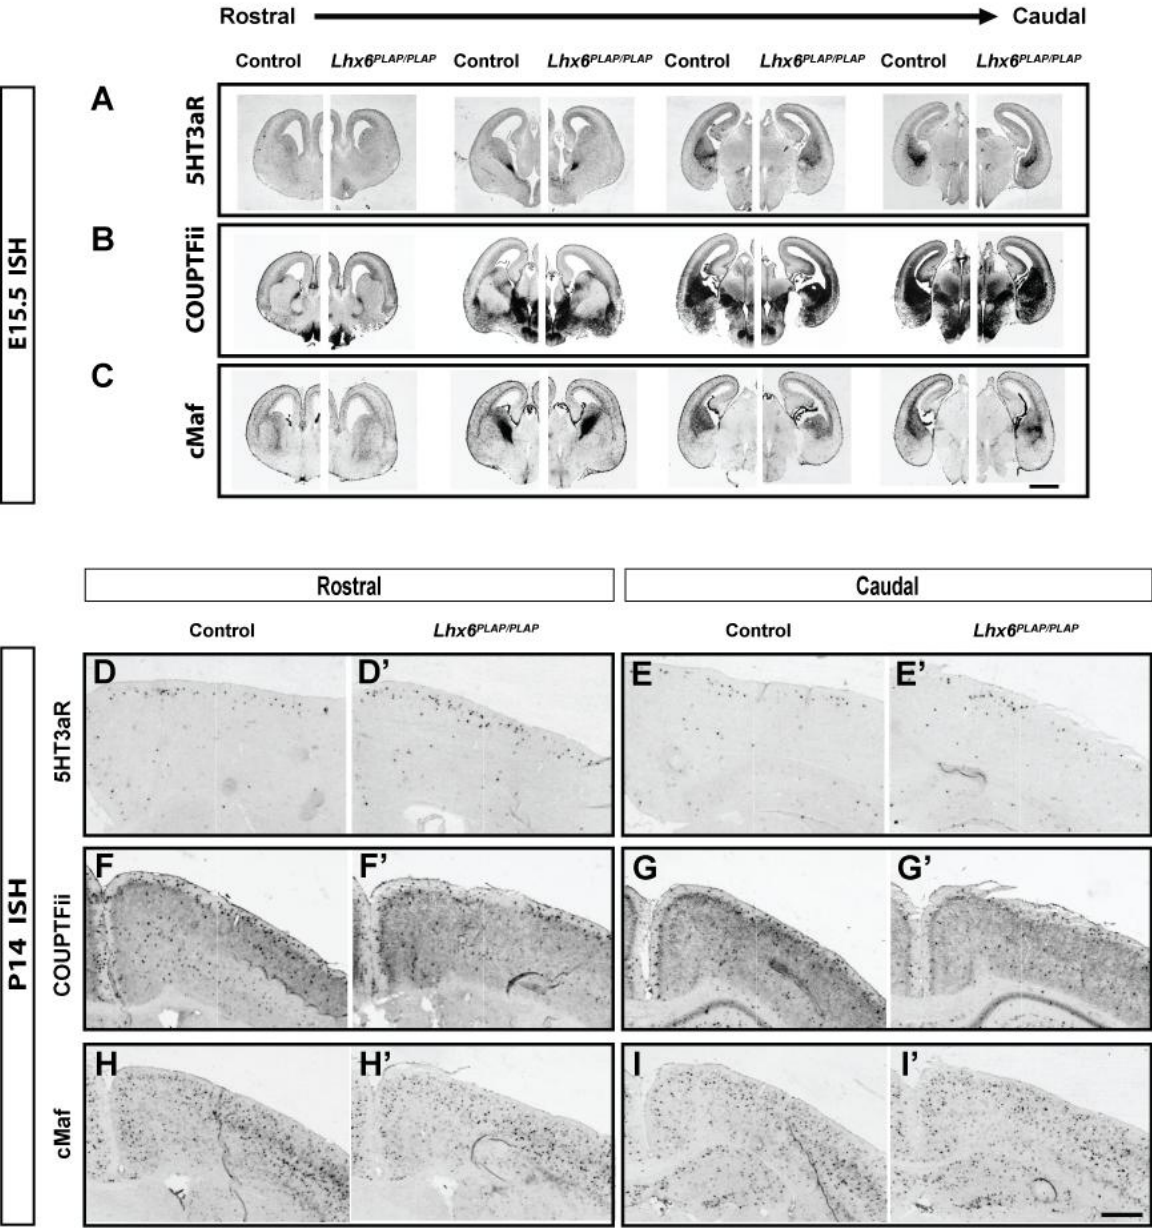 Rostral Caudal
Control Lhx6PLAP/PLAP Control Lhx6PLAP/PLAP Control Lhx6PLAP/PLAP Control Lhx6PLAP/PLAP
E15.5 ISH
A
5HT3aR
B
COUPTFii
C
cMaf
Rostral Caudal
Control Lhx6PLAP/PLAP Control Lhx6PLAP/PLAP
P14 ISH
5HT3aR
D D’ E E’
COUPTFii
F F’ G G’
cMaf
H H’ I I’